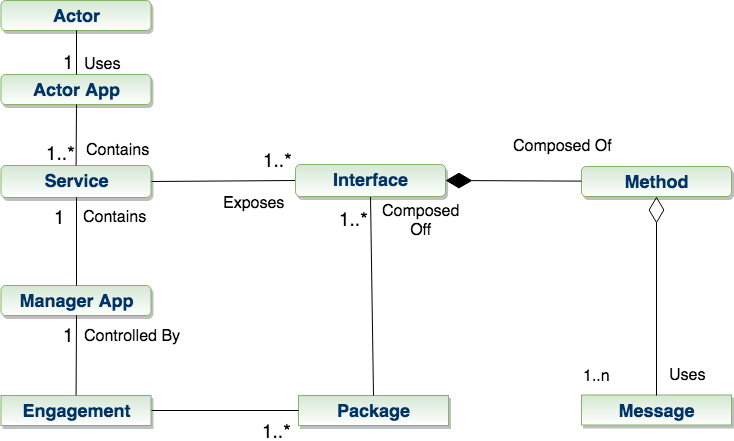 Actor
1 Uses
Actor App
1..* Contains
Composed Of
1..*
Service
Interface
Method
Exposes
1 Contains
1..* Composed
Off
Manager App
1 Controlled By
1..n Uses
Engagement
Package
Message
1..*